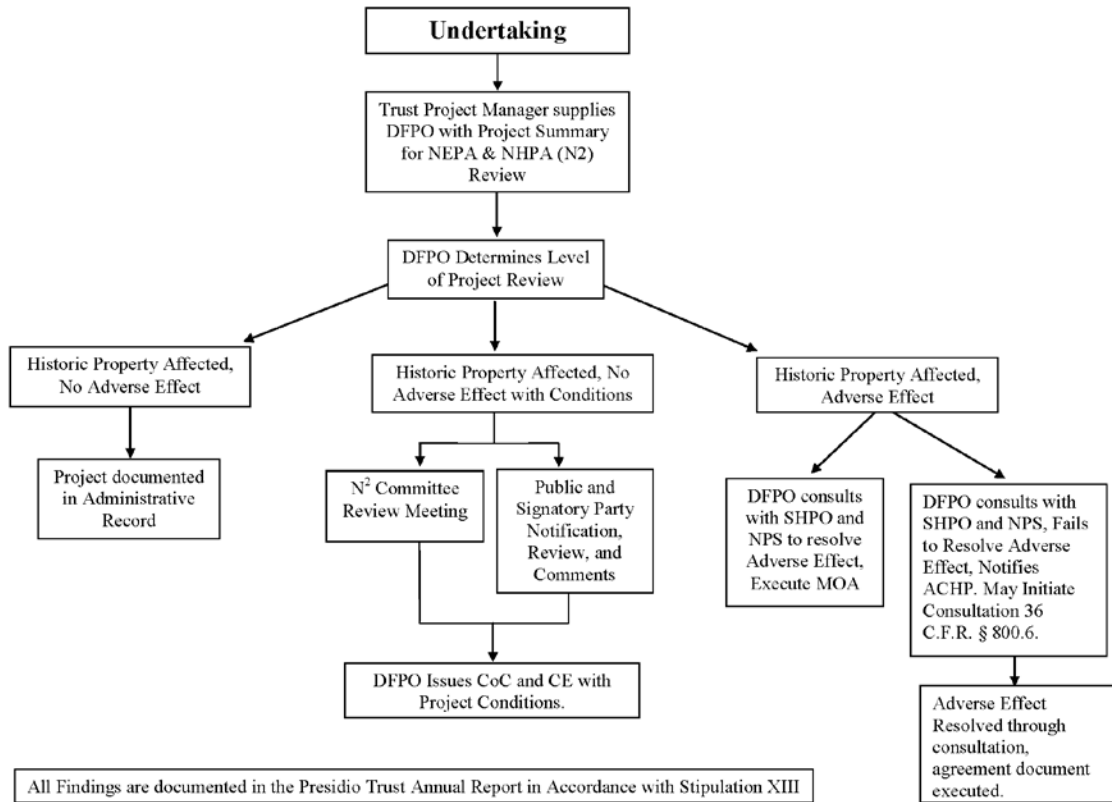 Undertaking
Trust Project Manager supplies
DFPO with Project Summary
for NEPA & NHPA (N2)
Review
DFPO Determines Level
of Project Review
Historic Property Affected,
No Adverse Effect
Historic Property Affected, No
Adverse Effect with Conditions
Historic Property Affected,
Adverse Effect
Project documented
in Administrative
Record
N² Committee
Review Meeting
Public and
Signatory Party
Notification,
Review, and
Comments
DFPO consults
with SHPO and
NPS to resolve
Adverse Effect,
Execute MOA
DFPO consults with
SHPO and NPS, Fails
to Resolve Adverse
Effect, Notifies
ACHP. May Initiate
Consultation 36
C.F.R. § 800.6.
DFPO Issues CoC and CE with
Project Conditions.
Adverse Effect
Resolved through
consultation,
agreement document
executed.
All Findings are documented in the Presidio Trust Annual Report in Accordance with Stipulation XIII